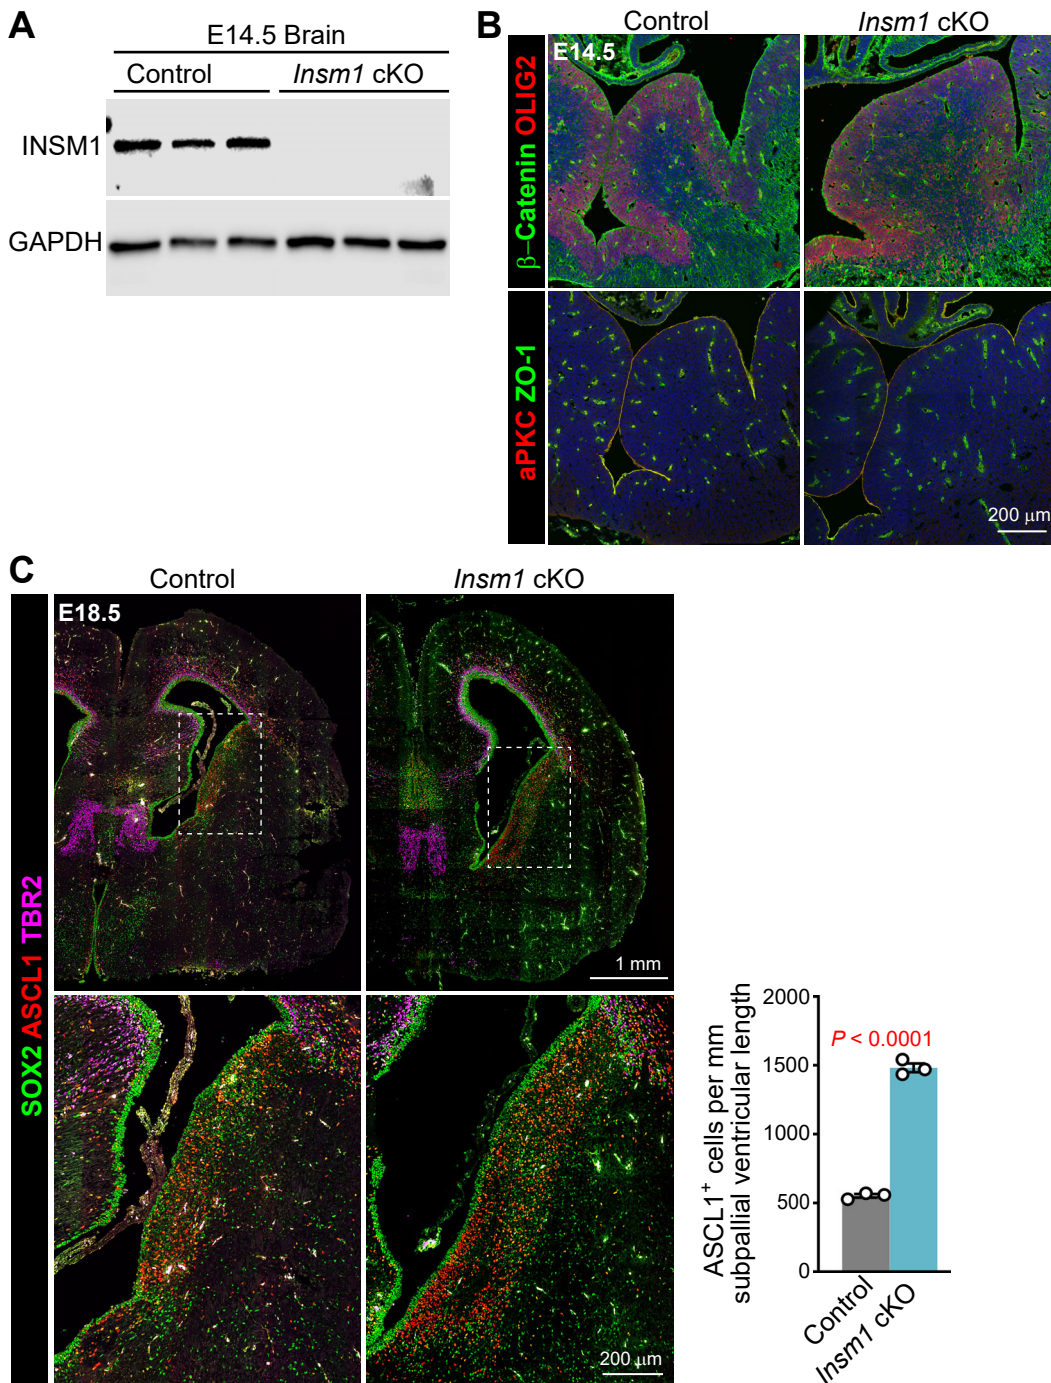 A
E14.5 Brain
Control Insm1 cKO
INSM1
GAPDH
B
Control Insm1 cKO
E14.5
β–Catenin OLIG2
aPKC ZO-1
200 μm
C
Control Insm1 cKO
E18.5
SOX2 ASCL1 TBR2
1 mm
200 μm
ASCL1+ cells per mm
subpallial ventricular length
2000
1500
1000
500
0
P < 0.0001
Control
Insm1 cKO